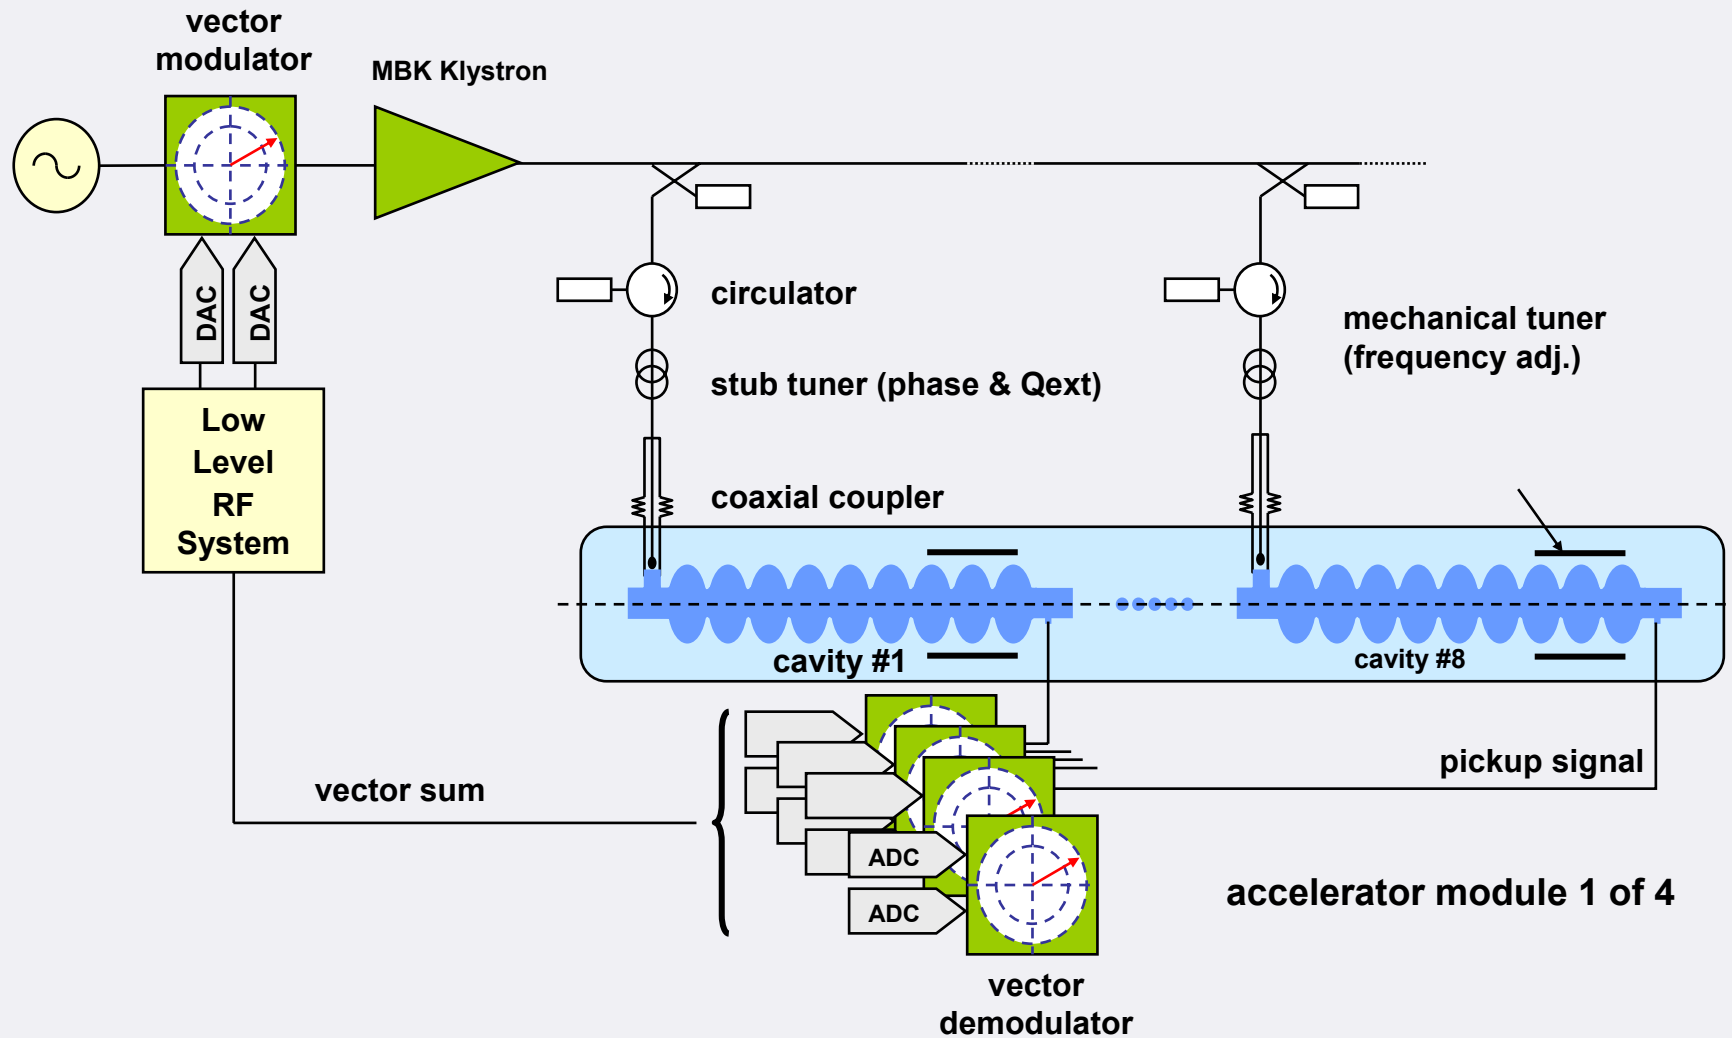 vector
modulator
MBK Klystron
DAC
DAC
circulator
mechanical tuner
(frequency adj.)
stub tuner (phase & Qext)
Low
Level
RF
System
coaxial coupler
cavity #1
cavity #8
pickup signal
vector sum
ADC
ADC
accelerator module 1 of 4
vector
demodulator